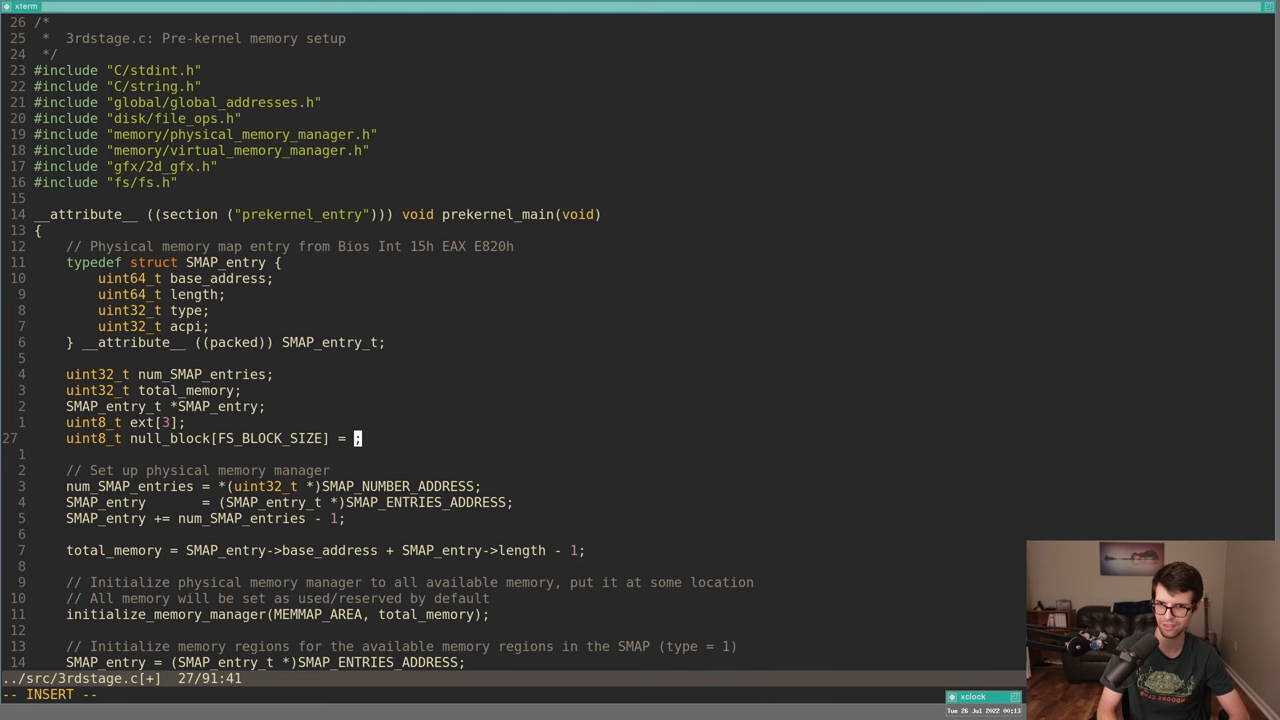 xterm
26 /*
25  *  3rdstage.c: Pre-kernel memory setup
24  */
23 #include "C/stdint.h"
22 #include "C/string.h"
21 #include "global/global_addresses.h"
20 #include "disk/file_ops.h"
19 #include "memory/physical_memory_manager.h"
18 #include "memory/virtual_memory_manager.h"
17 #include "gfx/2d_gfx.h"
16 #include "fs/fs.h"
15
14 __attribute__ ((section ("prekernel_entry"))) void prekernel_main(void)
13 {
12     // Physical memory map entry from Bios Int 15h EAX E820h
11     typedef struct SMAP_entry {
10         uint64_t base_address;
9         uint64_t length;
8         uint32_t type;
7         uint32_t acpi;
6     } __attribute__ ((packed)) SMAP_entry_t;
5
4     uint32_t num_SMAP_entries;
3     uint32_t total_memory;
2     SMAP_entry_t *SMAP_entry;
1     uint8_t ext[3];
27     uint8_t null_block[FS_BLOCK_SIZE] = ;
1
2     // Set up physical memory manager
3     num_SMAP_entries = *(uint32_t *)SMAP_NUMBER_ADDRESS;
4     SMAP_entry       = (SMAP_entry_t *)SMAP_ENTRIES_ADDRESS;
5     SMAP_entry += num_SMAP_entries - 1;
6
7     total_memory = SMAP_entry->base_address + SMAP_entry->length - 1;
8
9     // Initialize physical memory manager to all available memory, put it at some location
10     // All memory will be set as used/reserved by default
11     initialize_memory_manager(MEMMAP_AREA, total_memory);
12
13     // Initialize memory regions for the available memory regions in the SMAP (type = 1)
14     SMAP_entry = (SMAP_entry_t *)SMAP_ENTRIES_ADDRESS;
../src/3rdstage.c[+]  27/91:41
-- INSERT --
xclock
Tue 26 Jul 2022 00:13